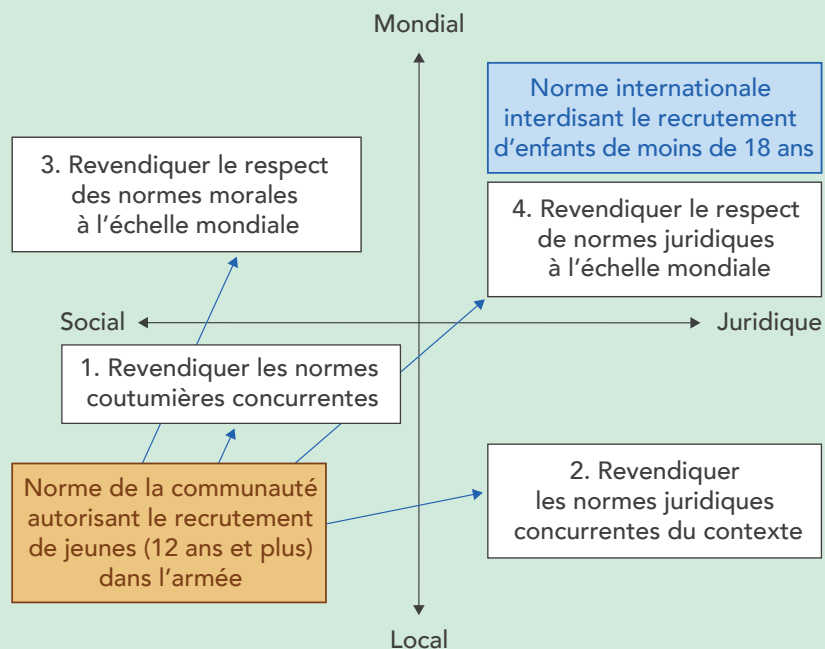 Mondial
Norme internationale
interdisant le recrutement
d’enfants de moins de 18 ans
3. Revendiquer le respect
des normes morales
à l’échelle mondiale
4. Revendiquer le respect
de normes juridiques
à l’échelle mondiale
Social
Juridique
1. Revendiquer les normes
coutumières concurrentes
Norme de la communauté
autorisant le recrutement
de jeunes (12 ans et plus)
dans l’armée
2. Revendiquer
les normes juridiques
concurrentes du contexte
Local